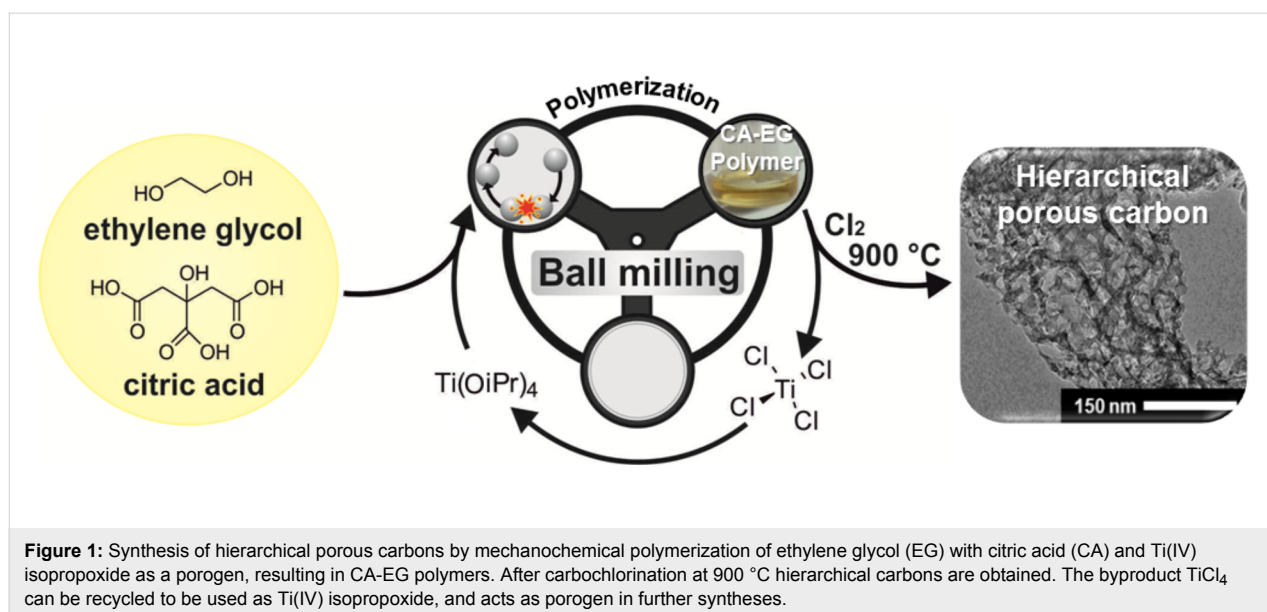 Polymerization
CA-EG
Polymer
HO
OH
ethylene glycol
OH
HO
OH
O
O
O
OH
citric acid
Ball milling
Cl₂
900 °C
Ti(OiPr)₄
Cl
Cl
Ti
Cl
Cl
Hierarchical
porous carbon
150 nm
Figure 1: Synthesis of hierarchical porous carbons by mechanochemical polymerization of ethylene glycol (EG) with citric acid (CA) and Ti(IV)
isopropoxide as a porogen, resulting in CA-EG polymers. After carbochlorination at 900 °C hierarchical carbons are obtained. The byproduct TiCl₄
can be recycled to be used as Ti(IV) isopropoxide, and acts as porogen in further syntheses.